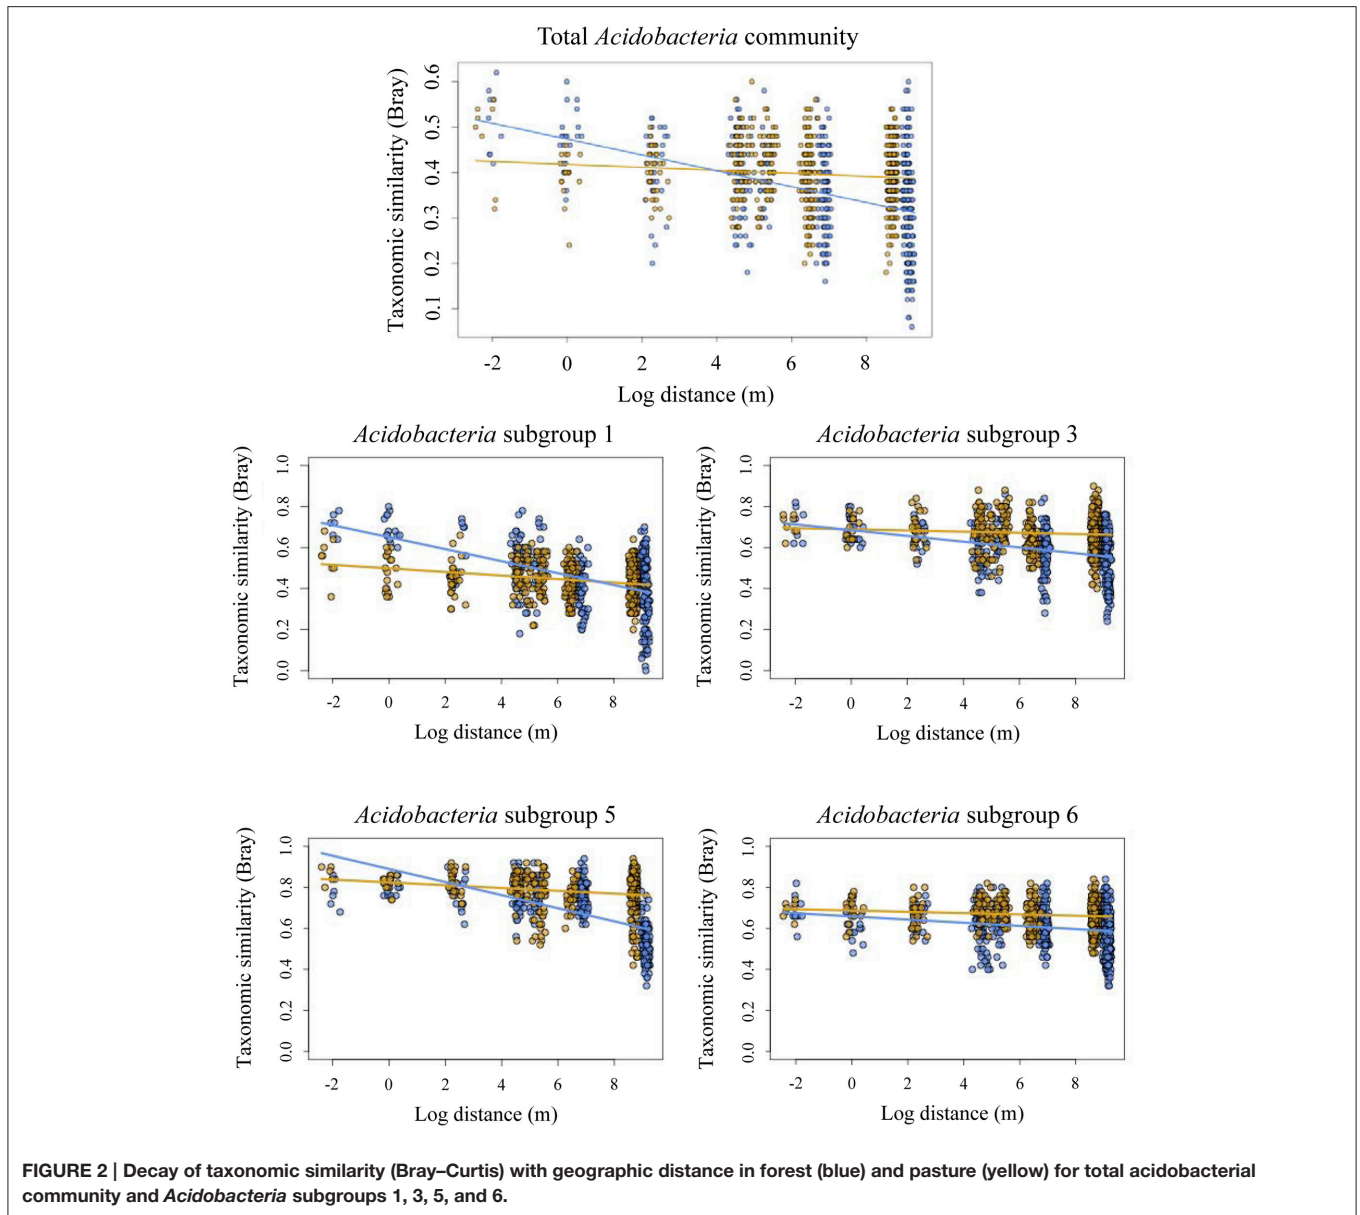 Total Acidobacteria community
Taxonomic similarity (Bray)
0.6
0.5
0.4
0.3
0.2
0.1
-2 0 2 4 6 8
Log distance (m)
Acidobacteria subgroup 1
Taxonomic similarity (Bray)
1.0
0.8
0.6
0.4
0.2
0.0
-2 0 2 4 6 8
Log distance (m)
Acidobacteria subgroup 3
Taxonomic similarity (Bray)
1.0
0.8
0.6
0.4
0.2
0.0
-2 0 2 4 6 8
Log distance (m)
Acidobacteria subgroup 5
Taxonomic similarity (Bray)
1.0
0.8
0.6
0.4
0.2
0.0
-2 0 2 4 6 8
Log distance (m)
Acidobacteria subgroup 6
Taxonomic similarity (Bray)
1.0
0.8
0.6
0.4
0.2
0.0
-2 0 2 4 6 8
Log distance (m)
FIGURE 2 | Decay of taxonomic similarity (Bray–Curtis) with geographic distance in forest (blue) and pasture (yellow) for total acidobacterial
community and Acidobacteria subgroups 1, 3, 5, and 6.